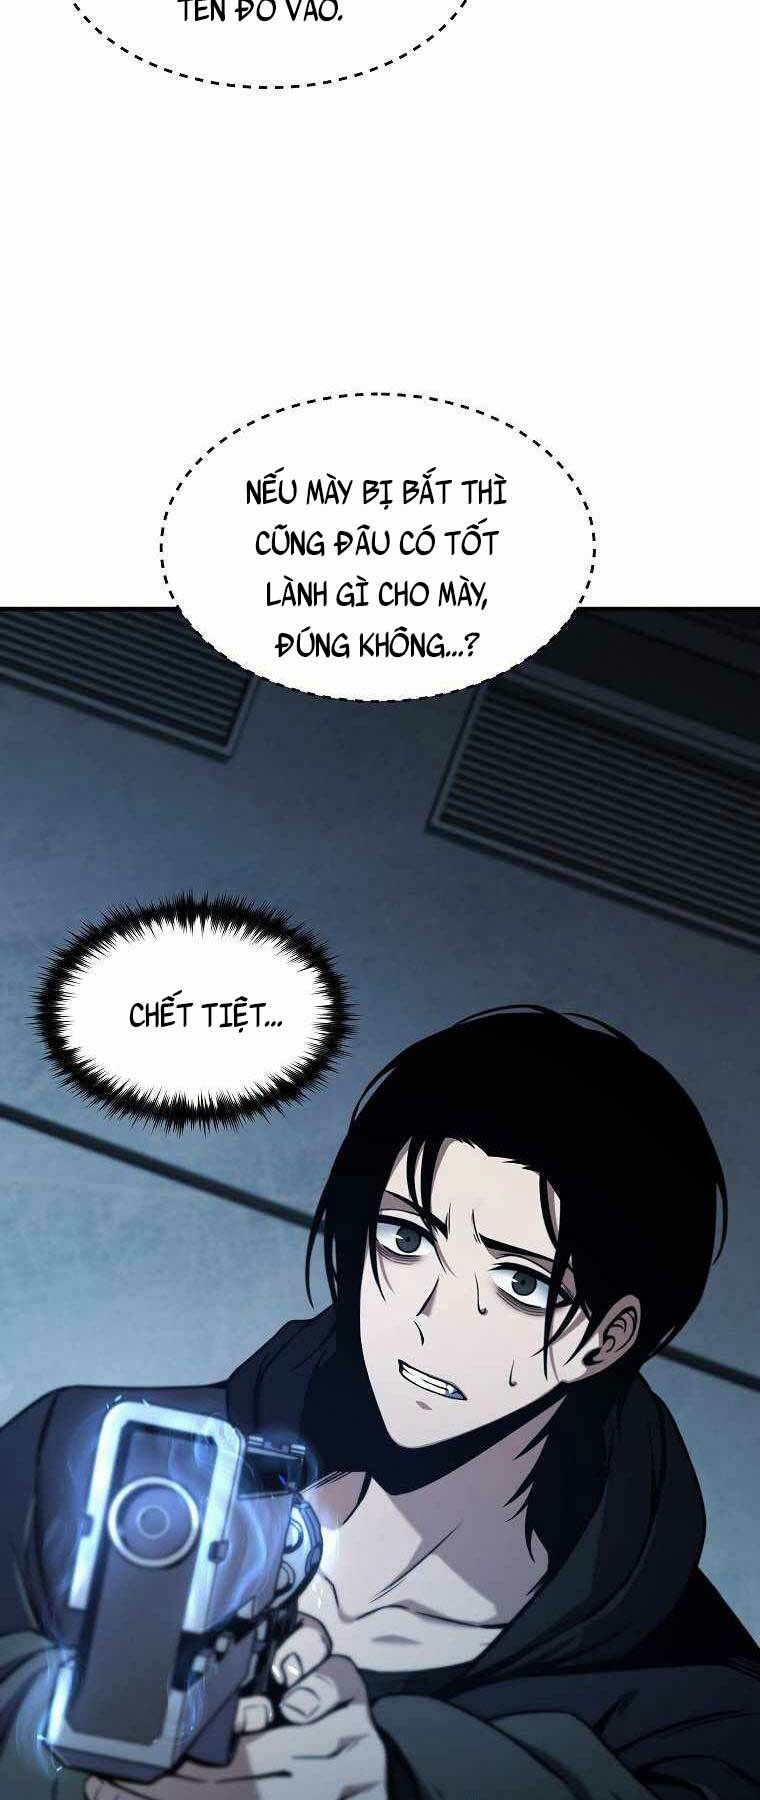 TÊN ĐÓ VÀO.
NẾU MÀY BỊ BẮT THÌ
CŨNG ĐÂU CÓ TỐT
LÀNH GÌ CHO MÀY,
ĐÚNG KHÔNG...?
CHẾT TIỆT...